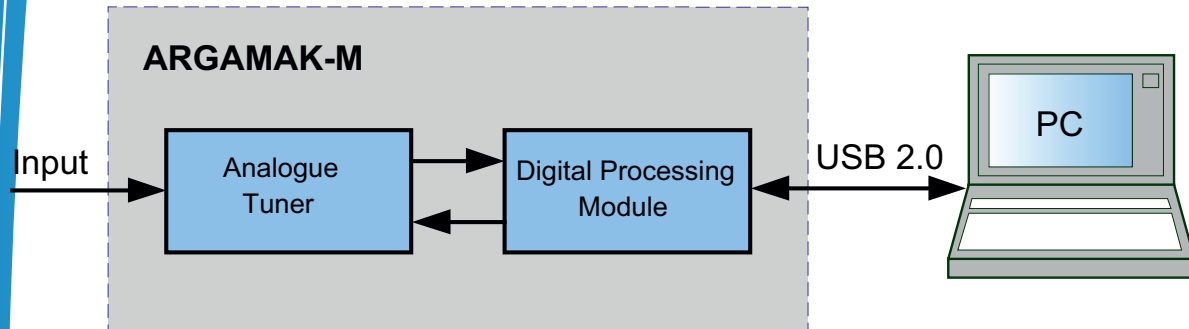 ARGAMAK-M
Input
Analogue
Tuner
Digital Processing
Module
USB 2.0
PC